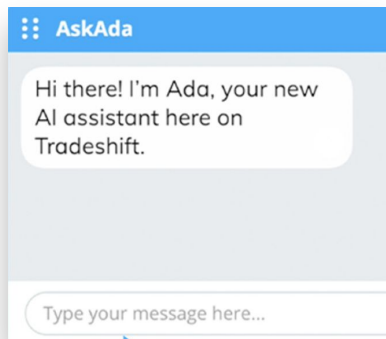 AskAda
Hi there! I'm Ada, your new
AI assistant here on
Tradeshift.
Type your message here...